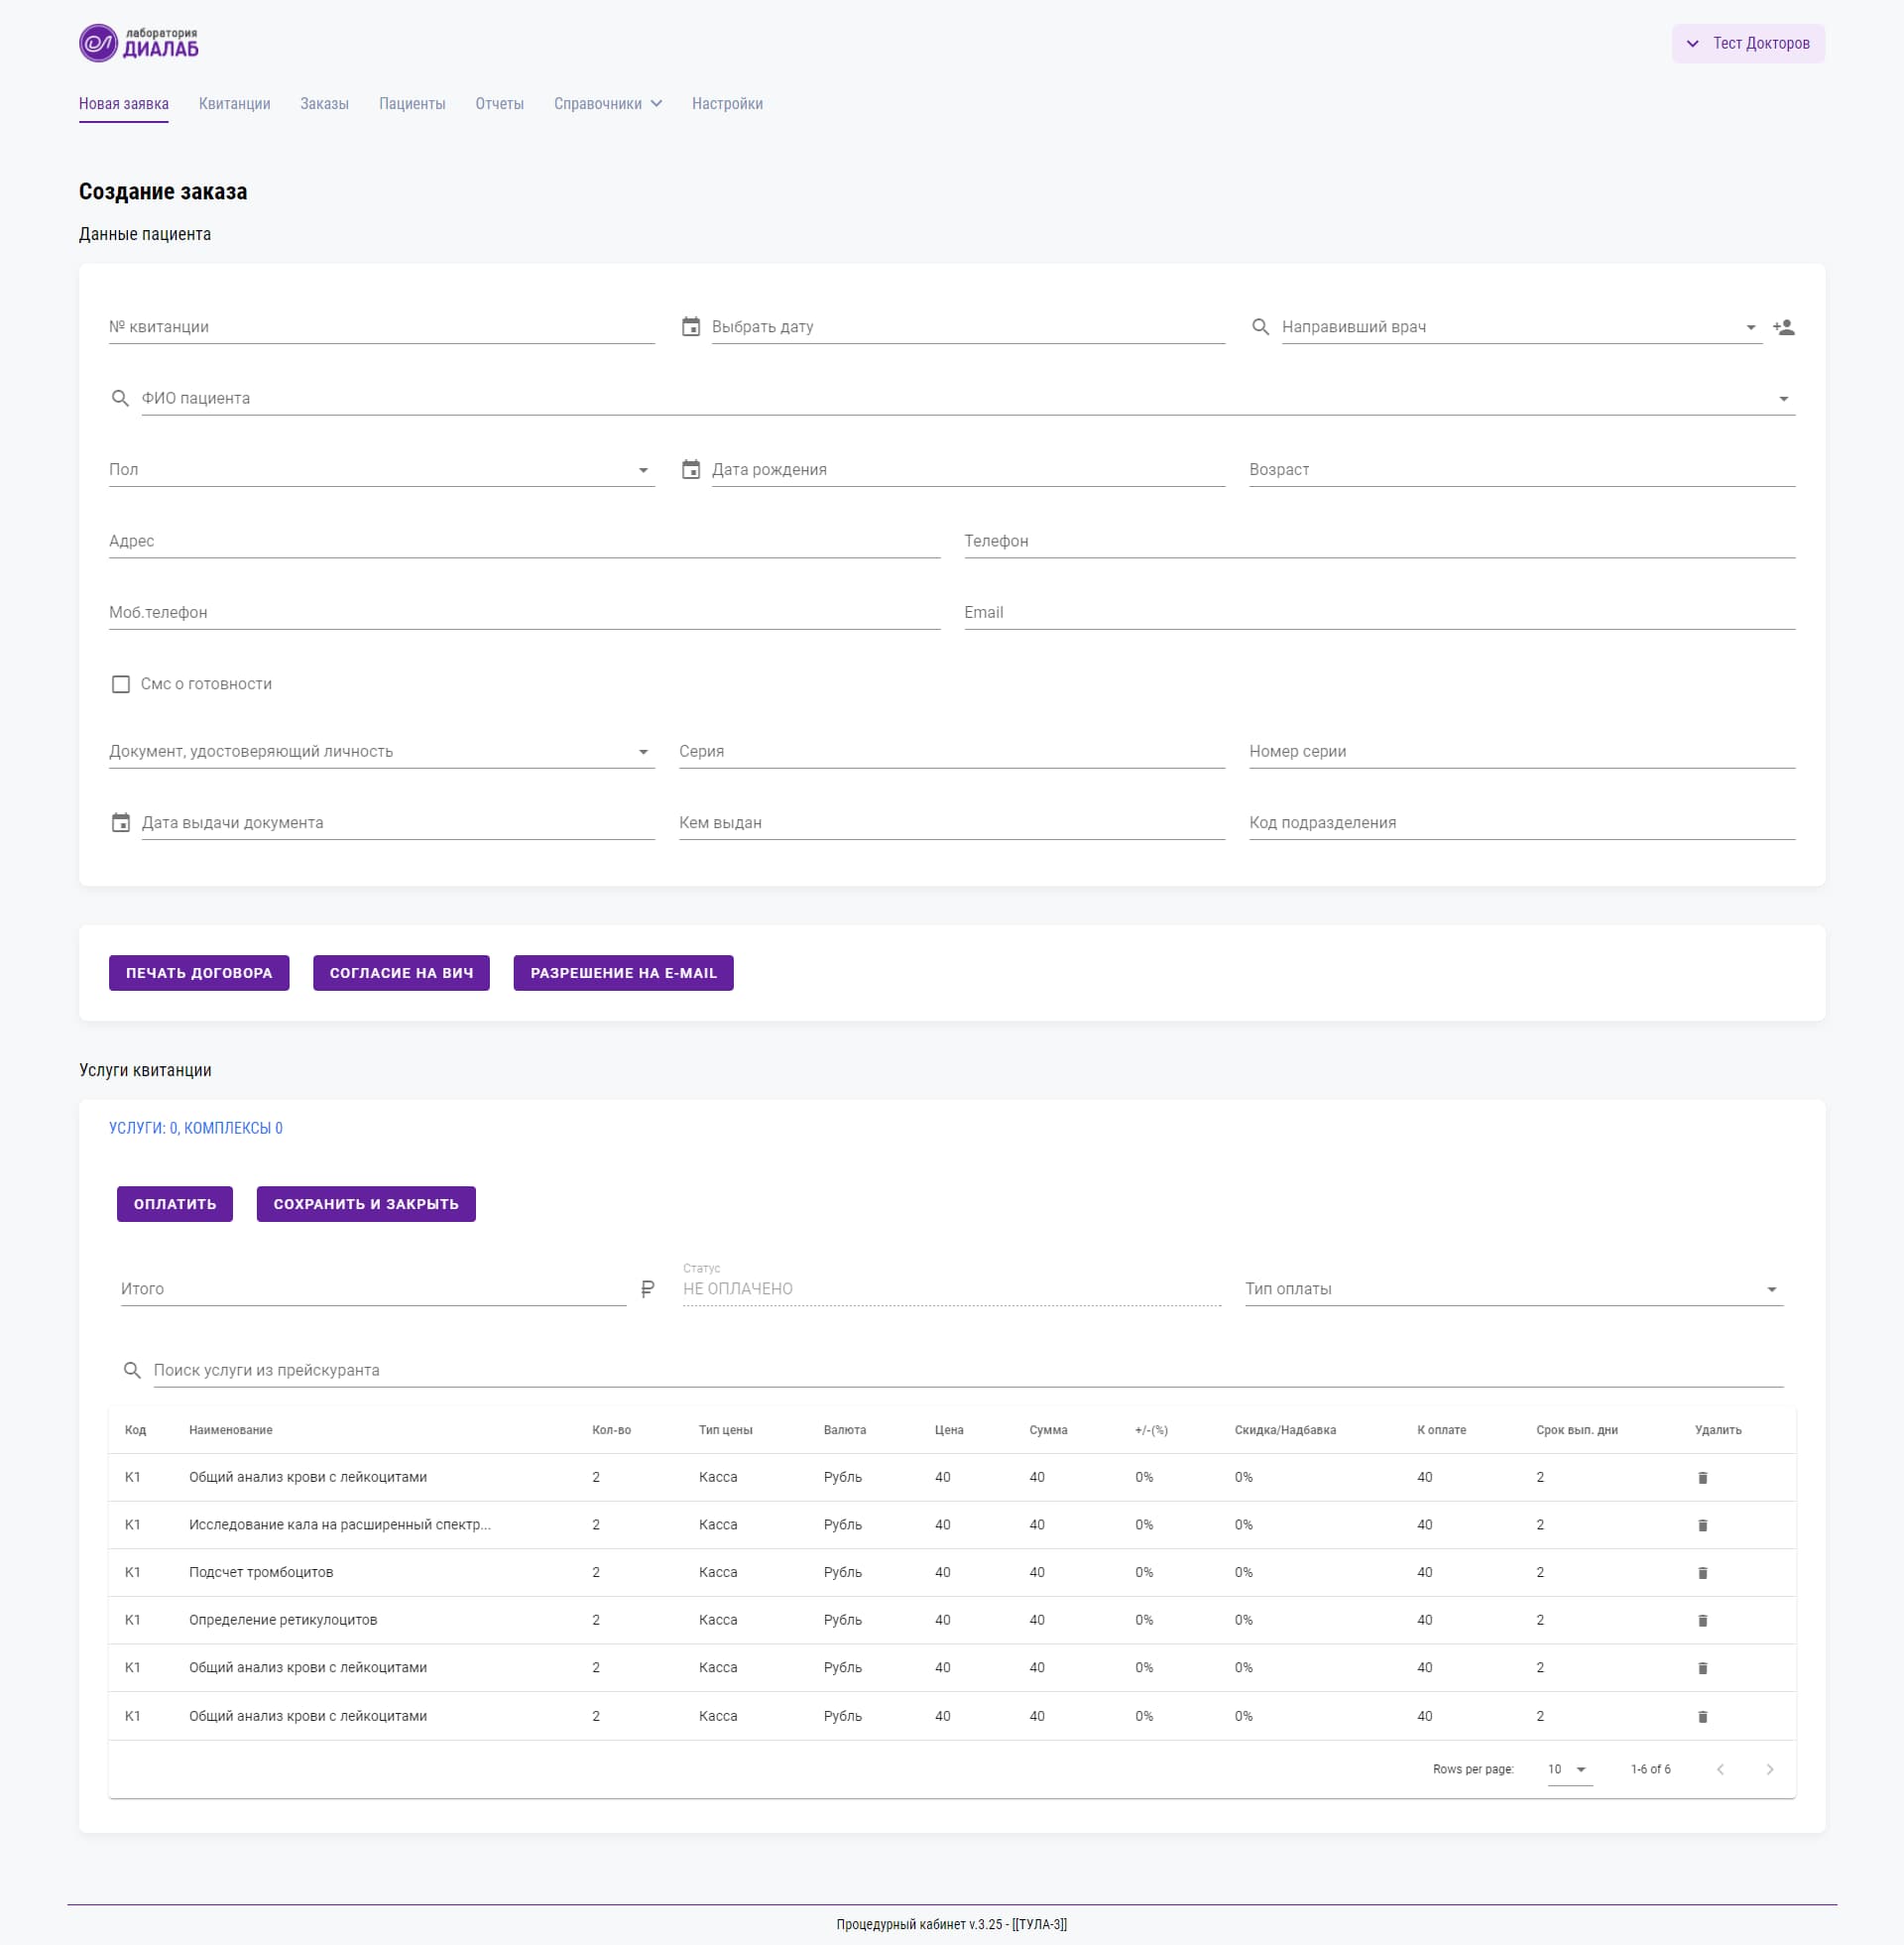 лаборатория
ДИАЛАБ
Тест Докторов
Новая заявка Квитанции Заказы Пациенты Отчеты Справочники Настройки
Создание заказа
Данные пациента
№ квитанции Выбрать дату Направивший врач
ФИО пациента
Пол Дата рождения Возраст
Адрес Телефон
Моб.телефон Email
Смс о готовности
Документ, удостоверяющий личность Серия Номер серии
Дата выдачи документа Кем выдан Код подразделения
ПЕЧАТЬ ДОГОВОРА СОГЛАСИЕ НА ВИЧ РАЗРЕШЕНИЕ НА E-MAIL
Услуги квитанции
УСЛУГИ: 0, КОМПЛЕКСЫ 0
ОПЛАТИТЬ СОХРАНИТЬ И ЗАКРЫТЬ
Статус
Итого ₽ НЕ ОПЛАЧЕНО Тип оплаты
Поиск услуги из прейскуранта
Код Наименование Кол-во Тип цены Валюта Цена Сумма +/-(%) Скидка/Надбавка К оплате Срок вып. дни Удалить
К1 Общий анализ крови с лейкоцитами 2 Касса Рубль 40 40 0% 0% 40 2
К1 Исследование кала на расширенный спектр... 2 Касса Рубль 40 40 0% 0% 40 2
К1 Подсчет тромбоцитов 2 Касса Рубль 40 40 0% 0% 40 2
К1 Определение ретикулоцитов 2 Касса Рубль 40 40 0% 0% 40 2
К1 Общий анализ крови с лейкоцитами 2 Касса Рубль 40 40 0% 0% 40 2
К1 Общий анализ крови с лейкоцитами 2 Касса Рубль 40 40 0% 0% 40 2
Rows per page: 10 1-6 of 6
Процедурный кабинет v.3.25 - [[ТУЛА-3]]